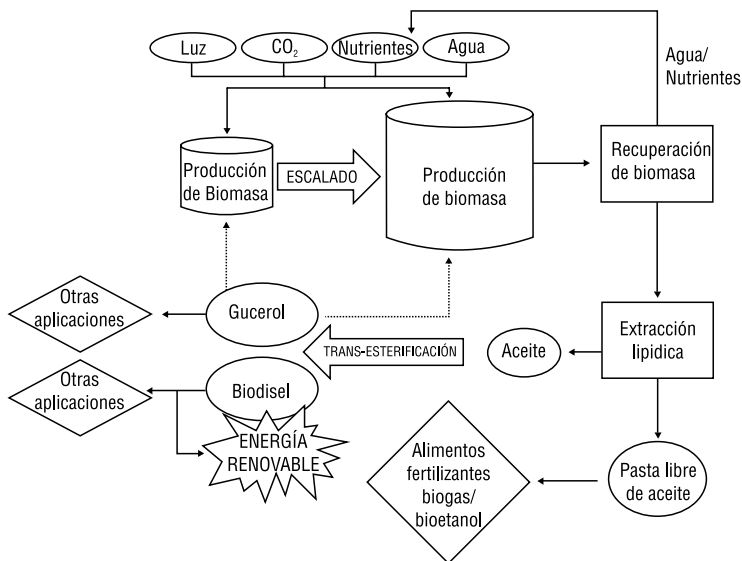 Luz
CO₂
Nutrientes
Agua
Agua/
Nutrientes
Producción
de Biomasa
ESCALADO
Producción
de biomasa
Recuperación
de biomasa
Otras
aplicaciones
Gucerol
TRANS-ESTERIFICACIÓN
Aceite
Extracción
lipidica
Otras
aplicaciones
Biodisel
ENERGÍA
RENOVABLE
Alimentos
fertilizantes
biogas/
bioetanol
Pasta libre
de aceite